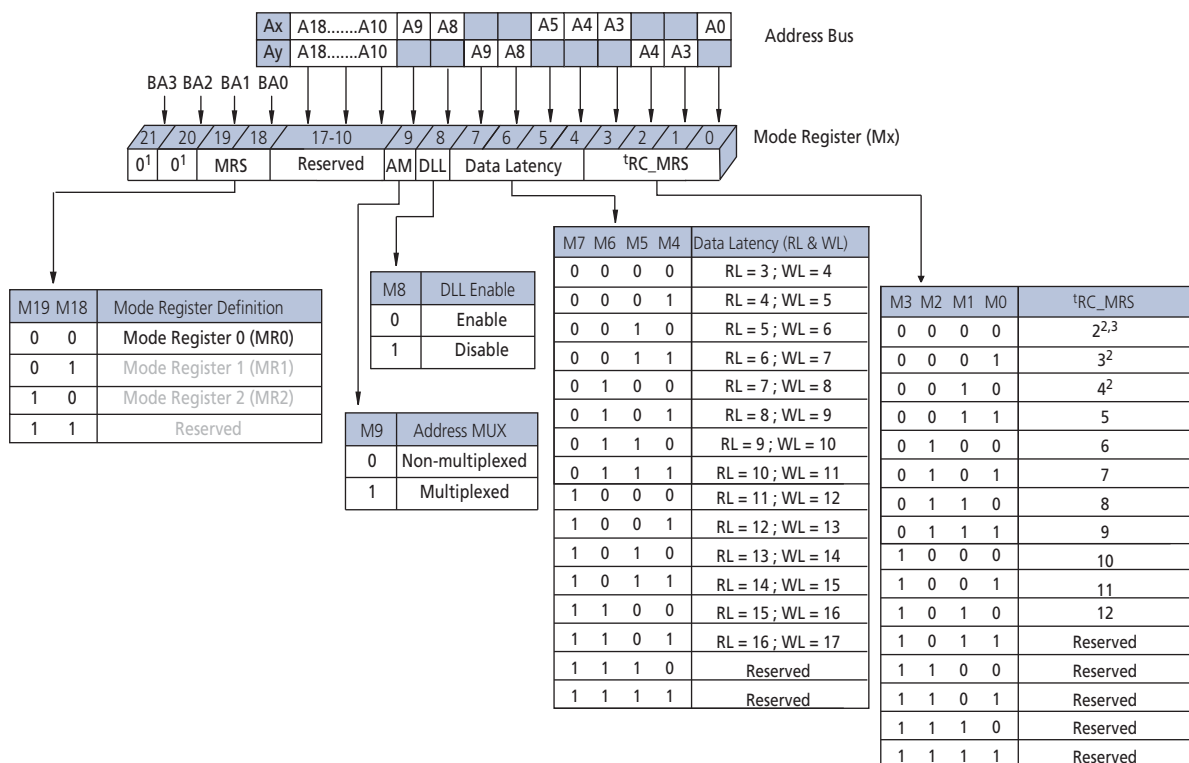 Ax A18.......A10 A9 A8 A5 A4 A3 A0
Address Bus
Ay A18.......A10 A9 A8 A4 A3
BA3 BA2 BA1 BA0
21 20 19 18 17-10 9 8 7 6 5 4 3 2 1 0
Mode Register (Mx)
0¹ 0¹ MRS Reserved AM DLL Data Latency tRC_MRS
M19 M18 Mode Register Definition
0 0 Mode Register 0 (MR0)
0 1 Mode Register 1 (MR1)
1 0 Mode Register 2 (MR2)
1 1 Reserved
M8 DLL Enable
0 Enable
1 Disable
M9 Address MUX
0 Non-multiplexed
1 Multiplexed
M7 M6 M5 M4 Data Latency (RL & WL)
0 0 0 0 RL = 3 ; WL = 4
0 0 0 1 RL = 4 ; WL = 5
0 0 1 0 RL = 5 ; WL = 6
0 0 1 1 RL = 6 ; WL = 7
0 1 0 0 RL = 7 ; WL = 8
0 1 0 1 RL = 8 ; WL = 9
0 1 1 0 RL = 9 ; WL = 10
0 1 1 1 RL = 10 ; WL = 11
1 0 0 0 RL = 11 ; WL = 12
1 0 0 1 RL = 12 ; WL = 13
1 0 1 0 RL = 13 ; WL = 14
1 0 1 1 RL = 14 ; WL = 15
1 1 0 0 RL = 15 ; WL = 16
1 1 0 1 RL = 16 ; WL = 17
1 1 1 0 Reserved
1 1 1 1 Reserved
M3 M2 M1 M0 tRC_MRS
0 0 0 0 2²,³
0 0 0 1 3²
0 0 1 0 4²
0 0 1 1 5
0 1 0 0 6
0 1 0 1 7
0 1 1 0 8
0 1 1 1 9
1 0 0 0 10
1 0 0 1 11
1 0 1 0 12
1 0 1 1 Reserved
1 1 0 0 Reserved
1 1 0 1 Reserved
1 1 1 0 Reserved
1 1 1 1 Reserved